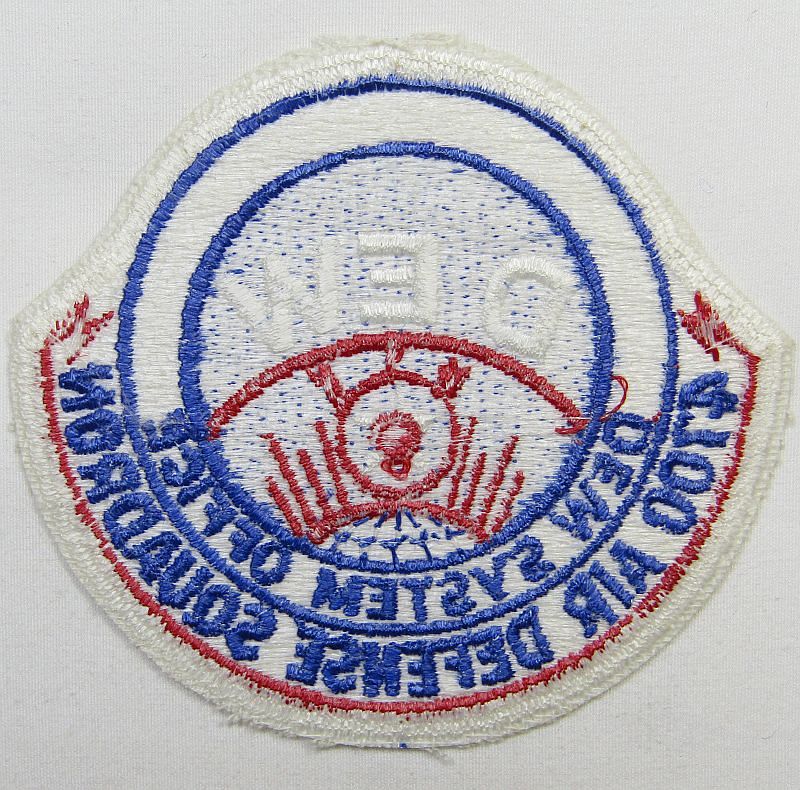 DEW
DEW SYSTEM OFFICE
4700 AIR DEFENSE SQUADRON